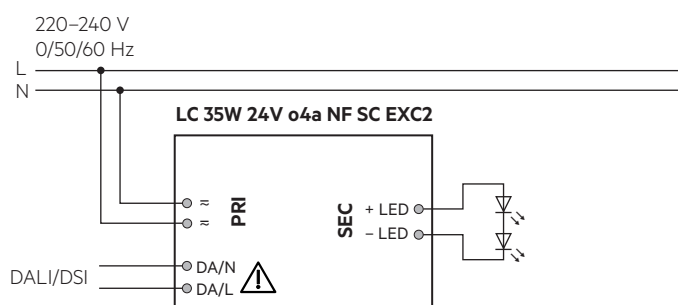 220–240 V
0/50/60 Hz
L
N
LC 35W 24V o4a NF SC EXC2
≂
≂
PRI
SEC
+ LED
– LED
DALI/DSI
DA/N
DA/L